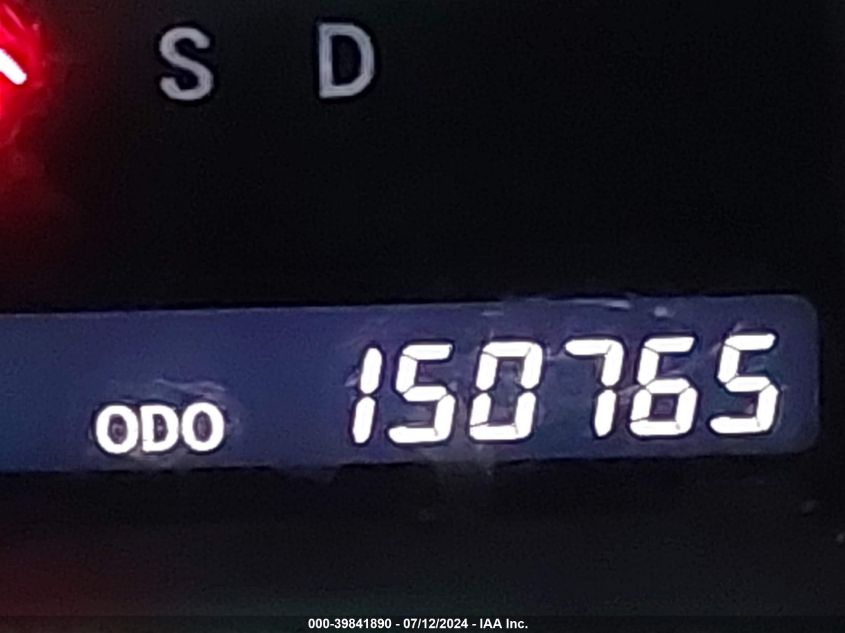 S D
ODO 150765
000-39841890 - 07/12/2024 - IAA Inc.